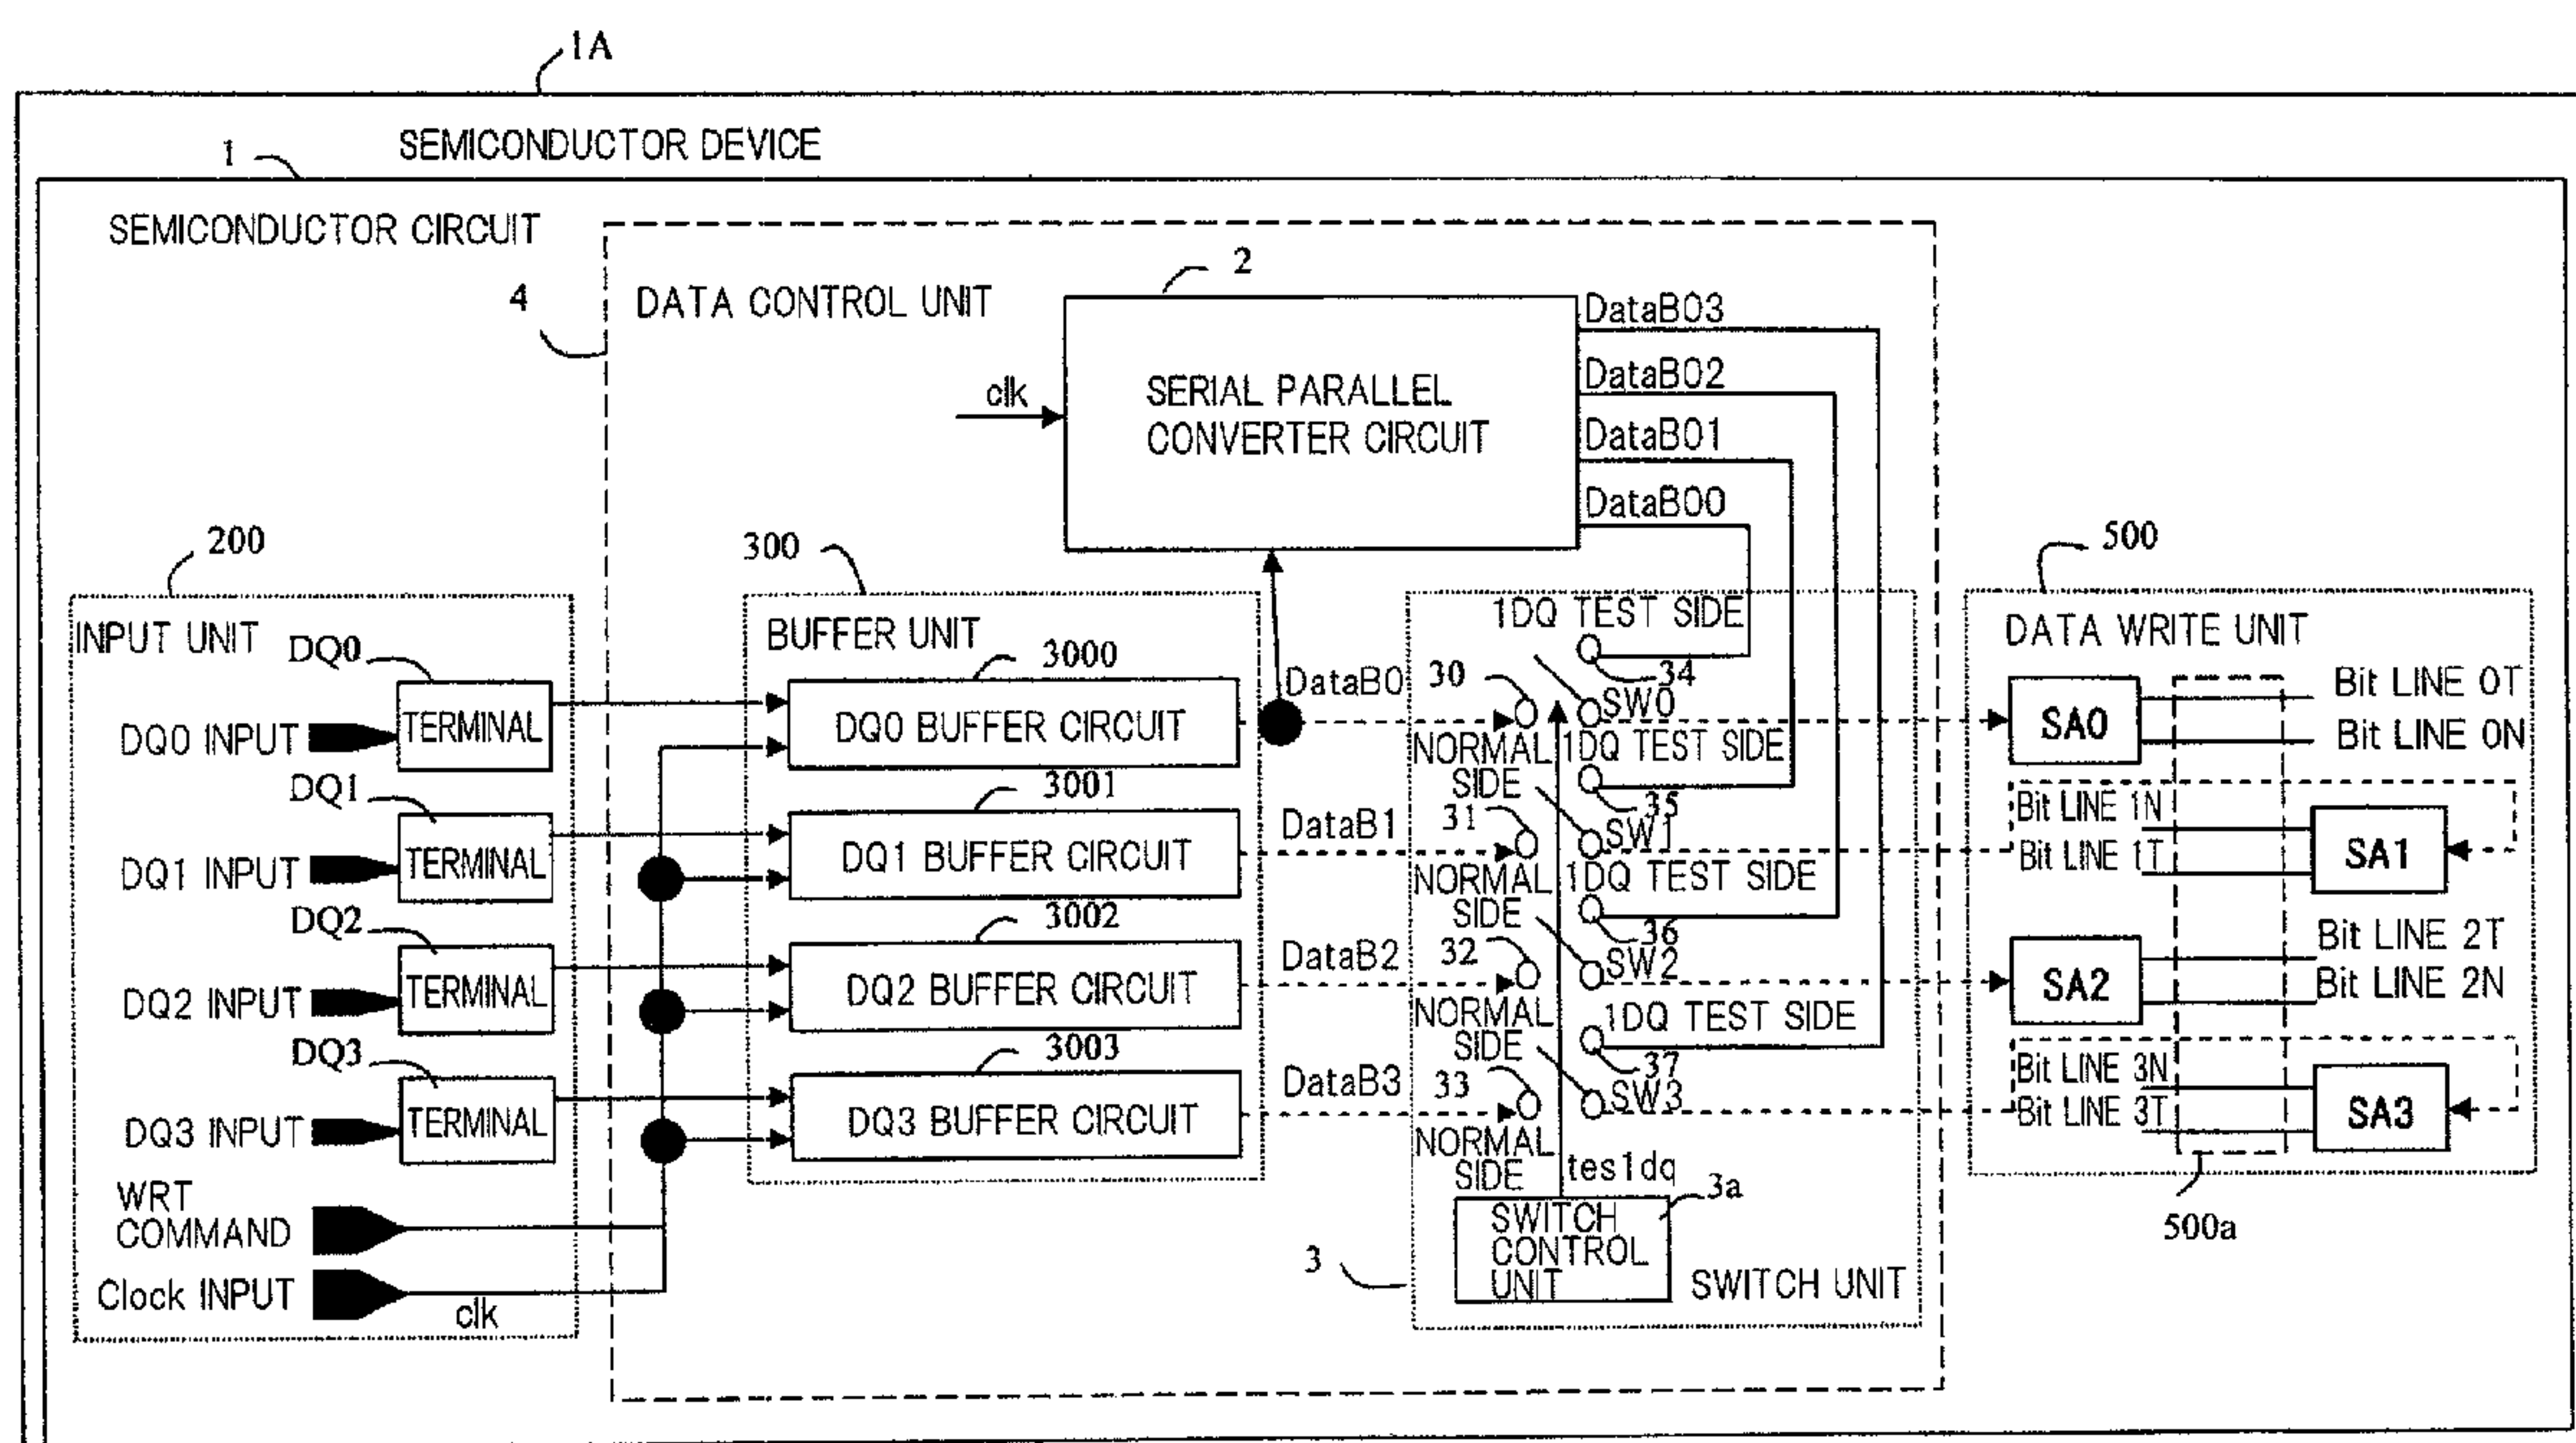 1A
SEMICONDUCTOR DEVICE
1
SEMICONDUCTOR CIRCUIT
4
DATA CONTROL UNIT
2
clk
SERIAL PARALLEL
CONVERTER CIRCUIT
DataB03
DataB02
DataB01
DataB00
200
INPUT UNIT
DQ0
DQ0 INPUT
TERMINAL
DQ1
DQ1 INPUT
TERMINAL
DQ2
DQ2 INPUT
TERMINAL
DQ3
DQ3 INPUT
TERMINAL
WRT
COMMAND
Clock INPUT
clk
300
BUFFER UNIT
3000
DQ0 BUFFER CIRCUIT
3001
DQ1 BUFFER CIRCUIT
3002
DQ2 BUFFER CIRCUIT
3003
DQ3 BUFFER CIRCUIT
DataB0
DataB1
DataB2
DataB3
1DQ TEST SIDE
34
30
SW0
NORMAL
SIDE
1DQ TEST SIDE
35
31
SW1
NORMAL
SIDE
1DQ TEST SIDE
36
32
SW2
NORMAL
SIDE
1DQ TEST SIDE
37
33
SW3
NORMAL
SIDE
tes1dq
3a
SWITCH
CONTROL
UNIT
3
SWITCH UNIT
500
DATA WRITE UNIT
SA0
Bit LINE 0T
Bit LINE 0N
Bit LINE 1N
Bit LINE 1T
SA1
SA2
Bit LINE 2T
Bit LINE 2N
Bit LINE 3N
Bit LINE 3T
SA3
500a